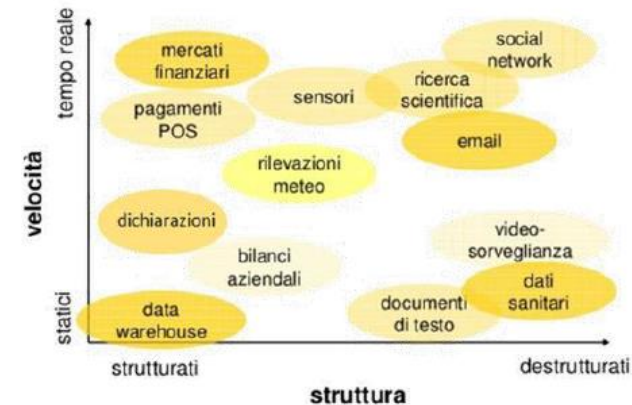 tempo reale
velocità
statici
mercati
finanziari
social
network
sensori
ricerca
scientifica
pagamenti
POS
email
rilevazioni
meteo
dichiarazioni
bilanci
aziendali
video-
sorveglianza
data
warehouse
documenti
di testo
dati
sanitari
strutturati
destrutturati
struttura